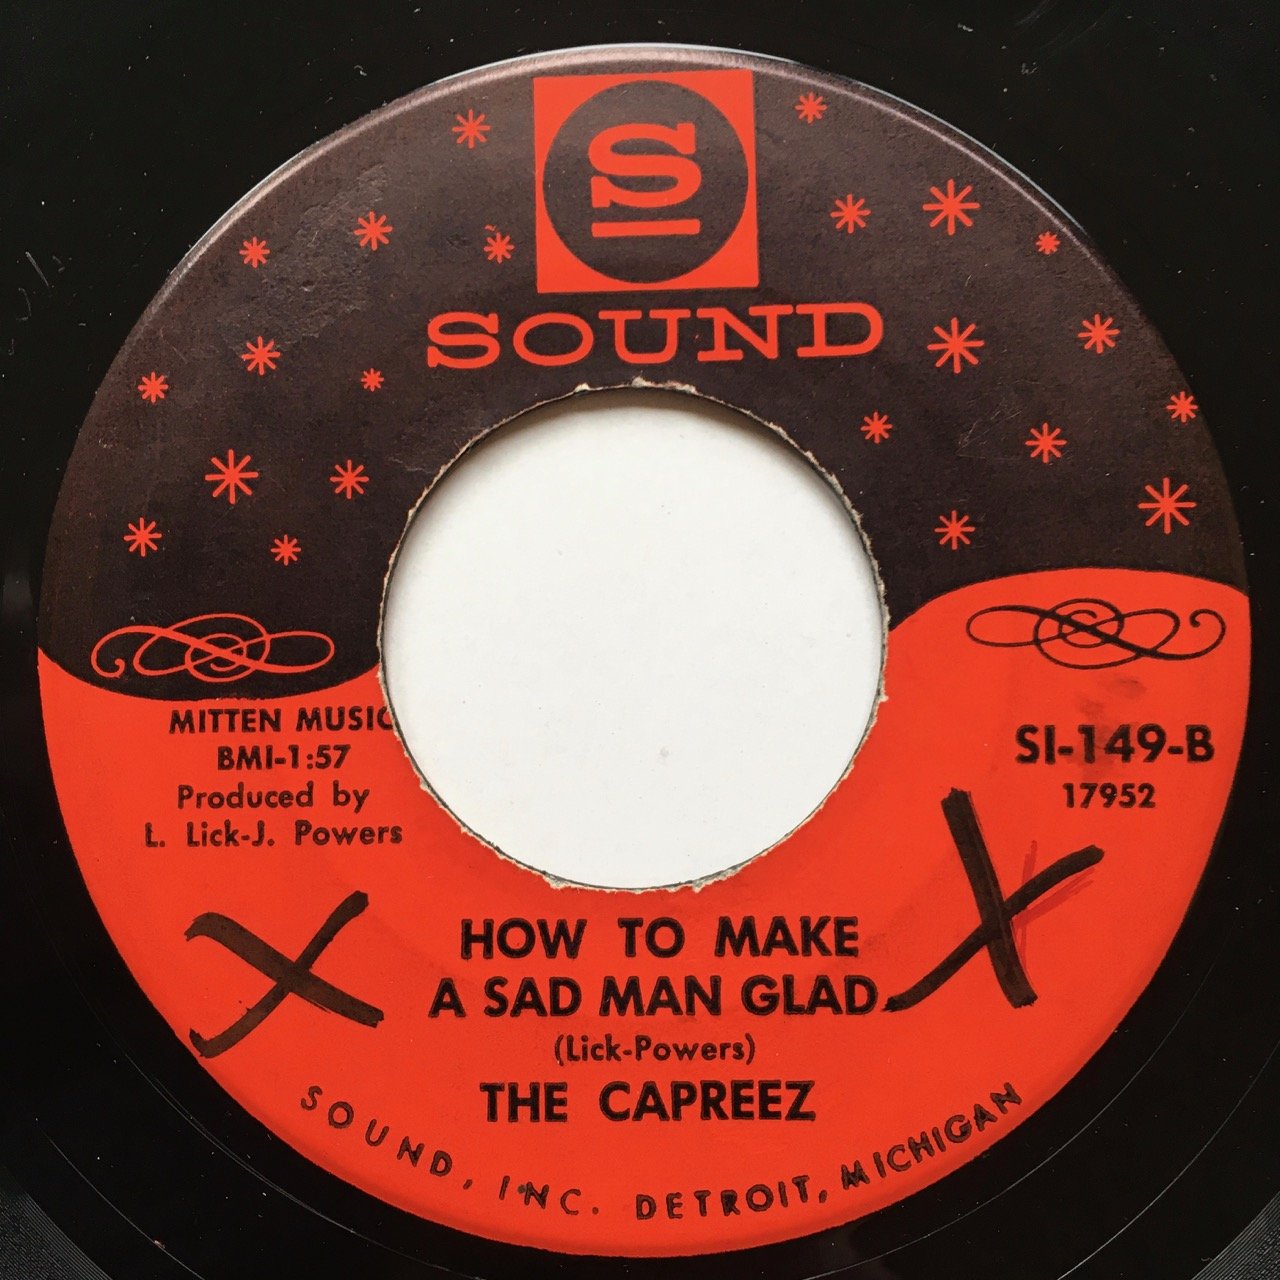 S
SOUND
MITTEN MUSIC
BMI-1:57
Produced by
L. Lick-J. Powers
SI-149-B
17952
HOW TO MAKE
A SAD MAN GLAD
(Lick-Powers)
THE CAPREEZ
SOUND, INC. DETROIT, MICHIGAN